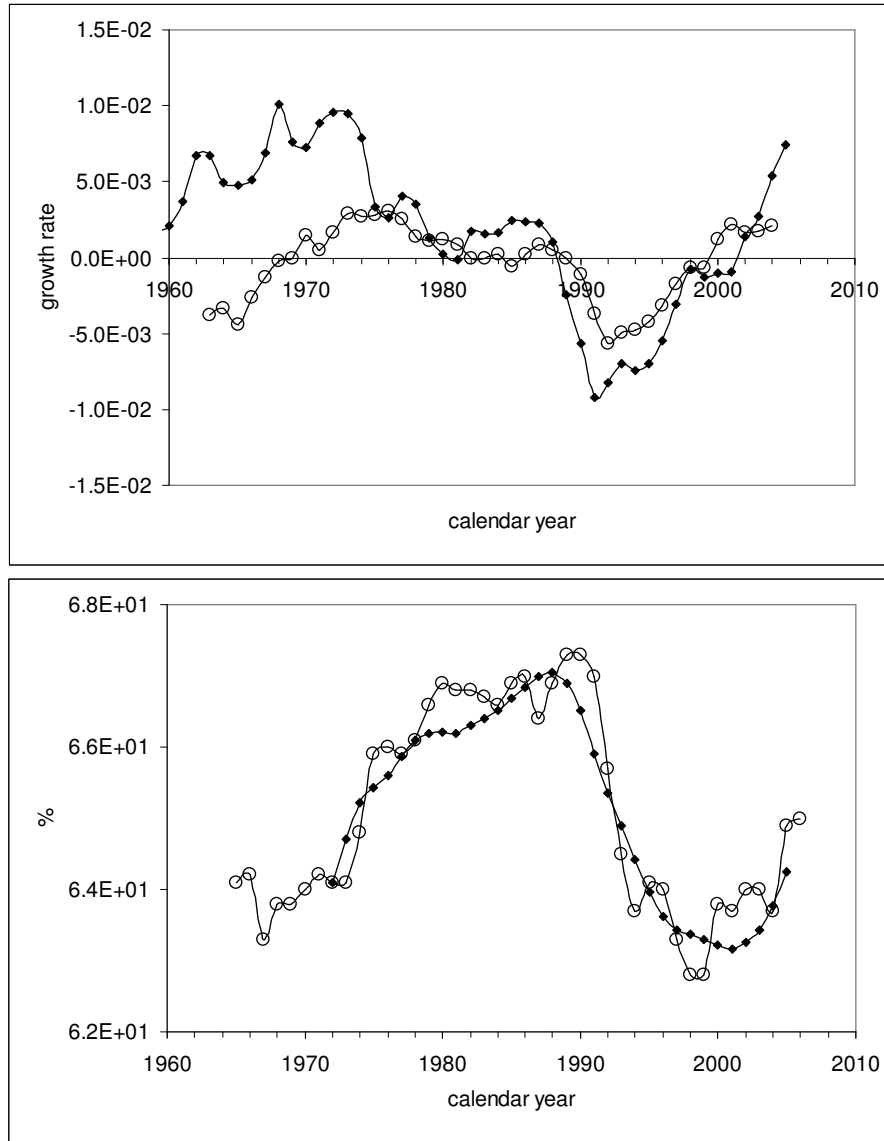 1.5E-02
1.0E-02
5.0E-03
0.0E+00
1960 1970 1980 1990 2000 2010
-5.0E-03
-1.0E-02
-1.5E-02
growth rate
calendar year
6.8E+01
6.6E+01
6.4E+01
6.2E+01
%
1960 1970 1980 1990 2000 2010
calendar year